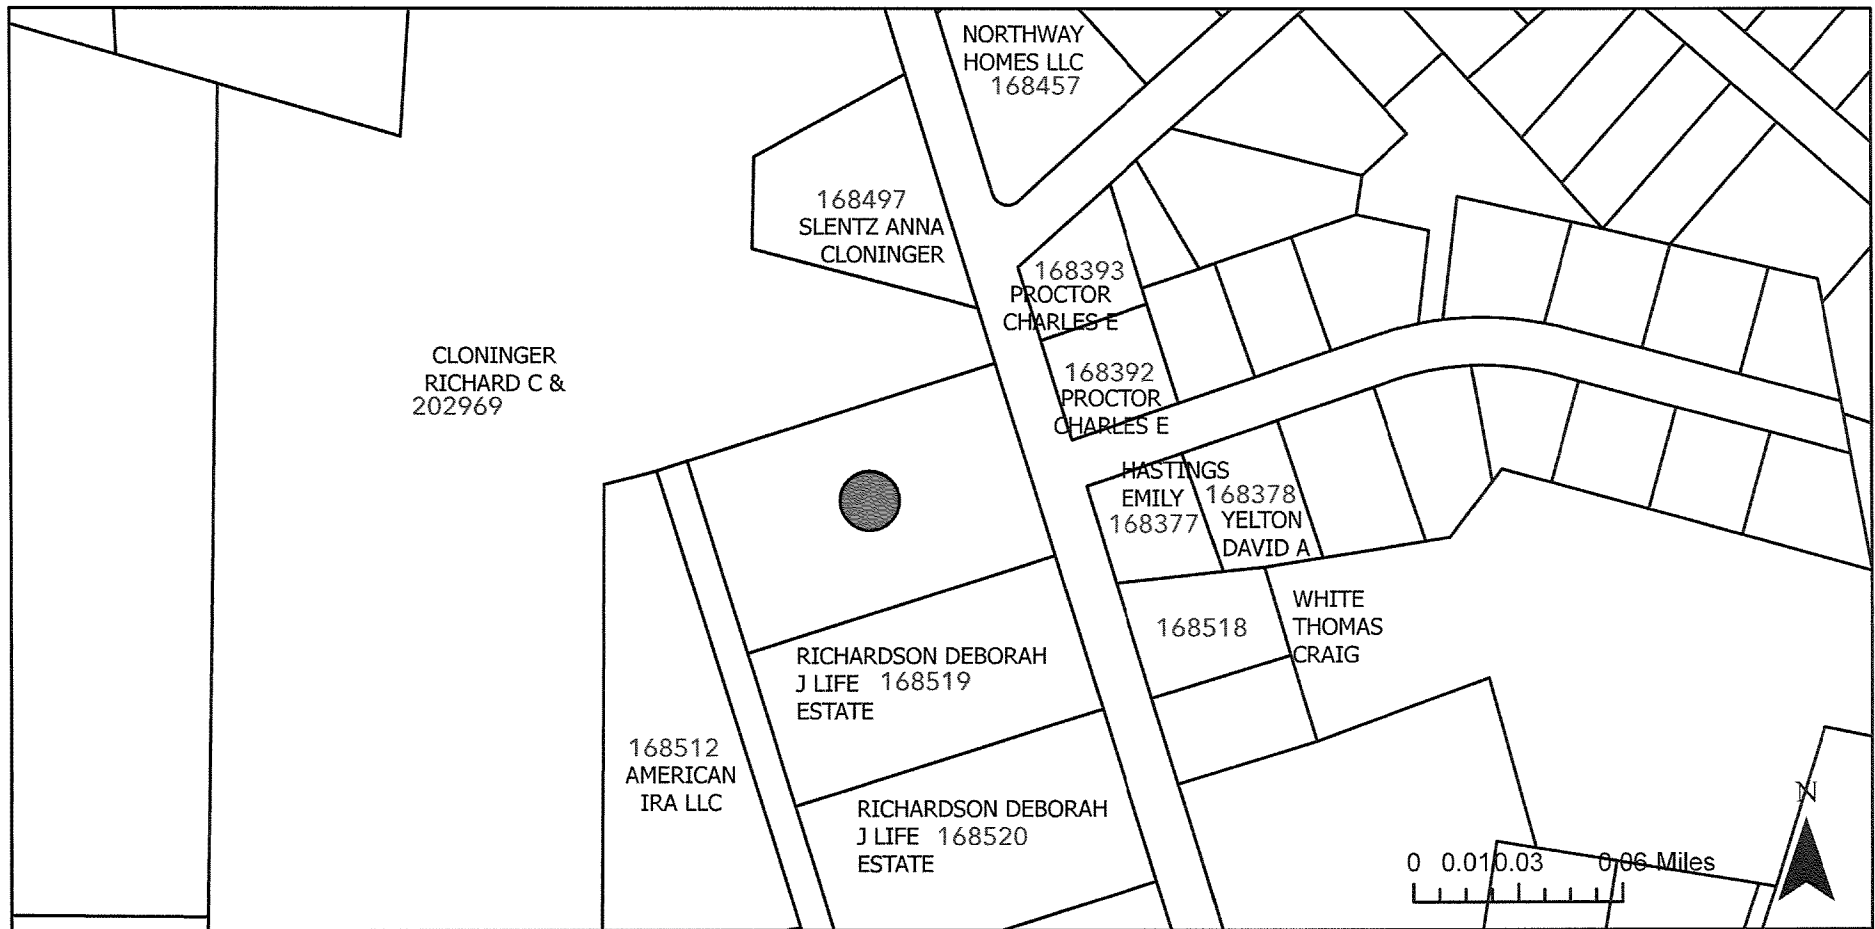 NORTHWAY
HOMES LLC
168457
168497
SLENTZ ANNA
CLONINGER
168393
PROCTOR
CHARLES E
CLONINGER
RICHARD C &
202969
168392
PROCTOR
CHARLES E
HASTINGS
EMILY
168377
168378
YELTON
DAVID A
168518
WHITE
THOMAS
CRAIG
RICHARDSON DEBORAH
J LIFE 168519
ESTATE
168512
AMERICAN
IRA LLC
RICHARDSON DEBORAH
J LIFE 168520
ESTATE
N
0 0.01 0.03 0.06 Miles